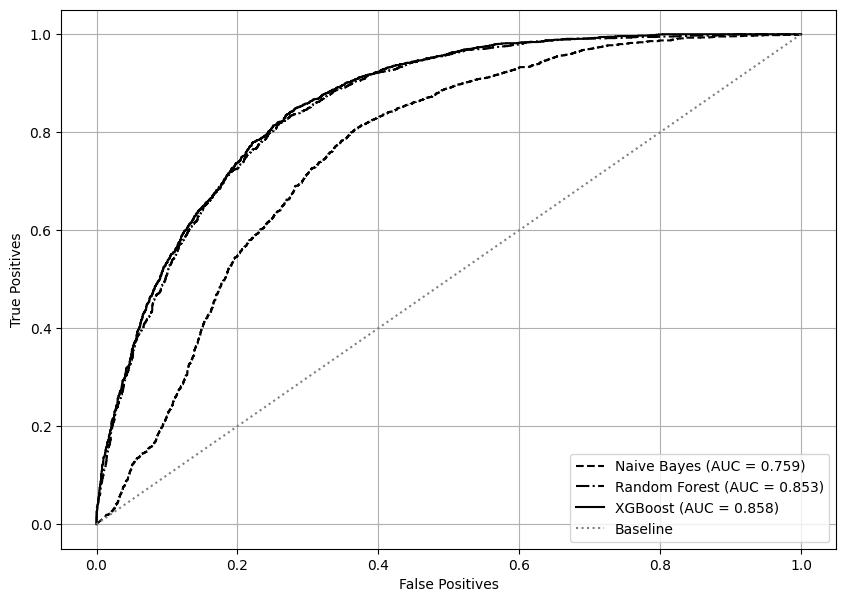 1.0
0.8
0.6
0.4
0.2
0.0
True Positives
Naive Bayes (AUC = 0.759)
Random Forest (AUC = 0.853)
XGBoost (AUC = 0.858)
Baseline
0.0 0.2 0.4 0.6 0.8 1.0
False Positives